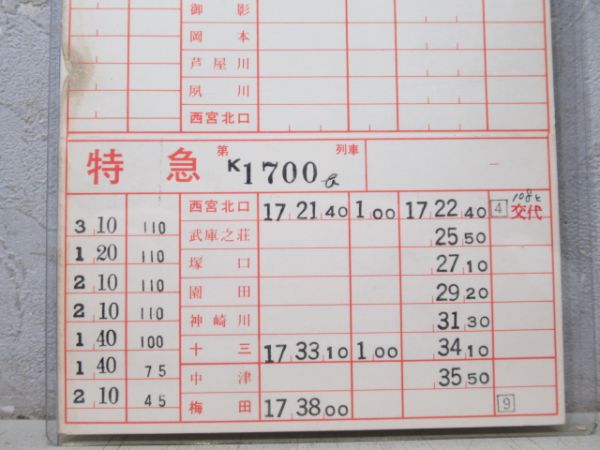 御影
岡本
芦屋川
夙川
西宮北口
特急 第 K1700 列車
西宮北口 17 21 40 1 00 17 22 40 4 交代
3 10 110 武庫之荘 25 50
1 20 110 塚口 27 10
2 10 110 園田 29 20
2 10 110 神崎川 31 30
1 40 100 十三 17 33 10 1 00 34 10
1 40 75 中津 35 50
2 10 45 梅田 17 38 00 9